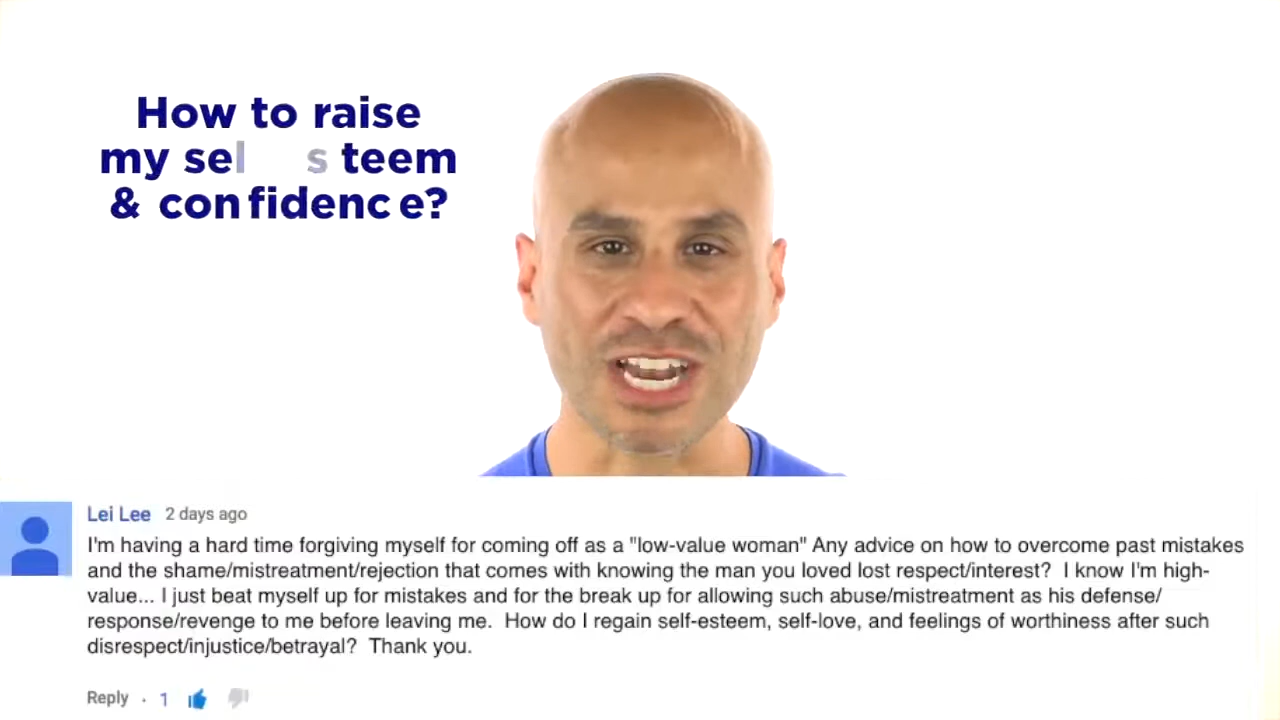 How to raise
my sel s teem
& confidence?
Lei Lee 2 days ago
I'm having a hard time forgiving myself for coming off as a "low-value woman" Any advice on how to overcome past mistakes
and the shame/mistreatment/rejection that comes with knowing the man you loved lost respect/interest? I know I'm high-
value... I just beat myself up for mistakes and for the break up for allowing such abuse/mistreatment as his defense/
response/revenge to me before leaving me. How do I regain self-esteem, self-love, and feelings of worthiness after such
disrespect/injustice/betrayal? Thank you.
Reply · 1